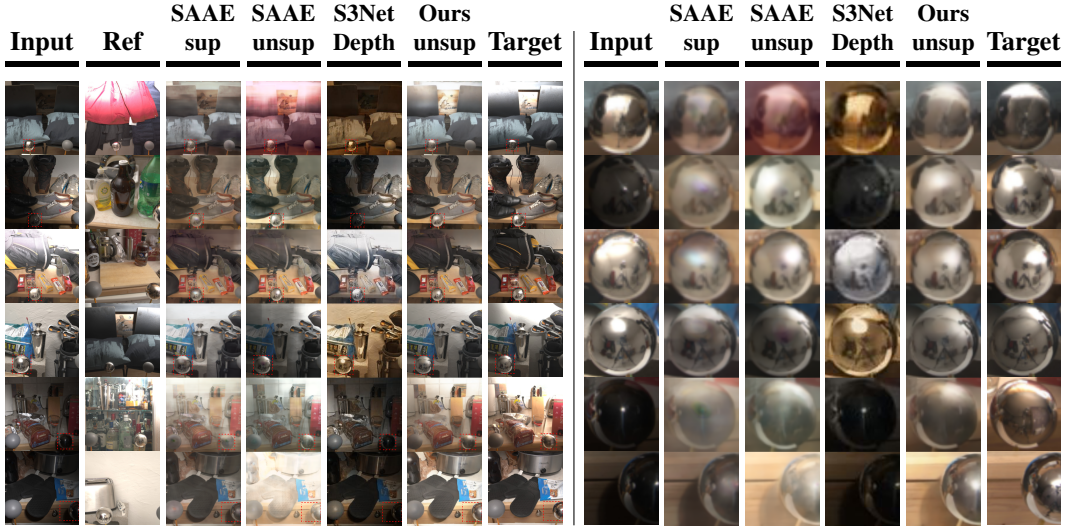 SAAE SAAE S3Net Ours
Input Ref sup unsup Depth unsup Target
SAAE SAAE S3Net Ours
Input sup unsup Depth unsup Target